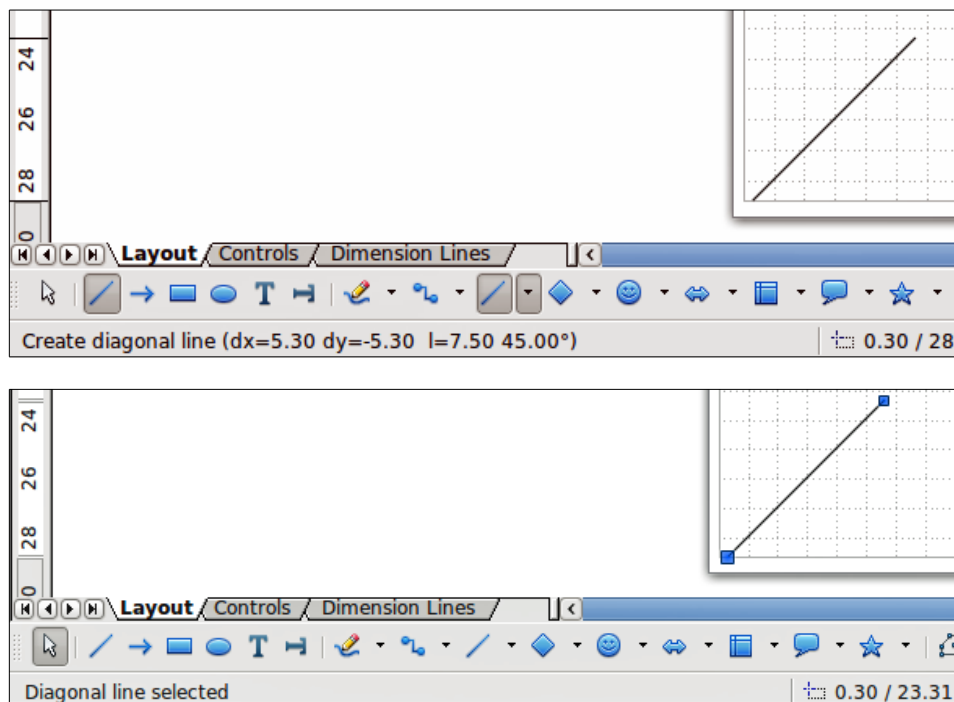 24
26
28
0
Layout Controls Dimension Lines
T
Create diagonal line (dx=5.30 dy=-5.30 l=7.50 45.00°)
0.30 / 28
24
26
28
0
Layout Controls Dimension Lines
T
Diagonal line selected
0.30 / 23.31